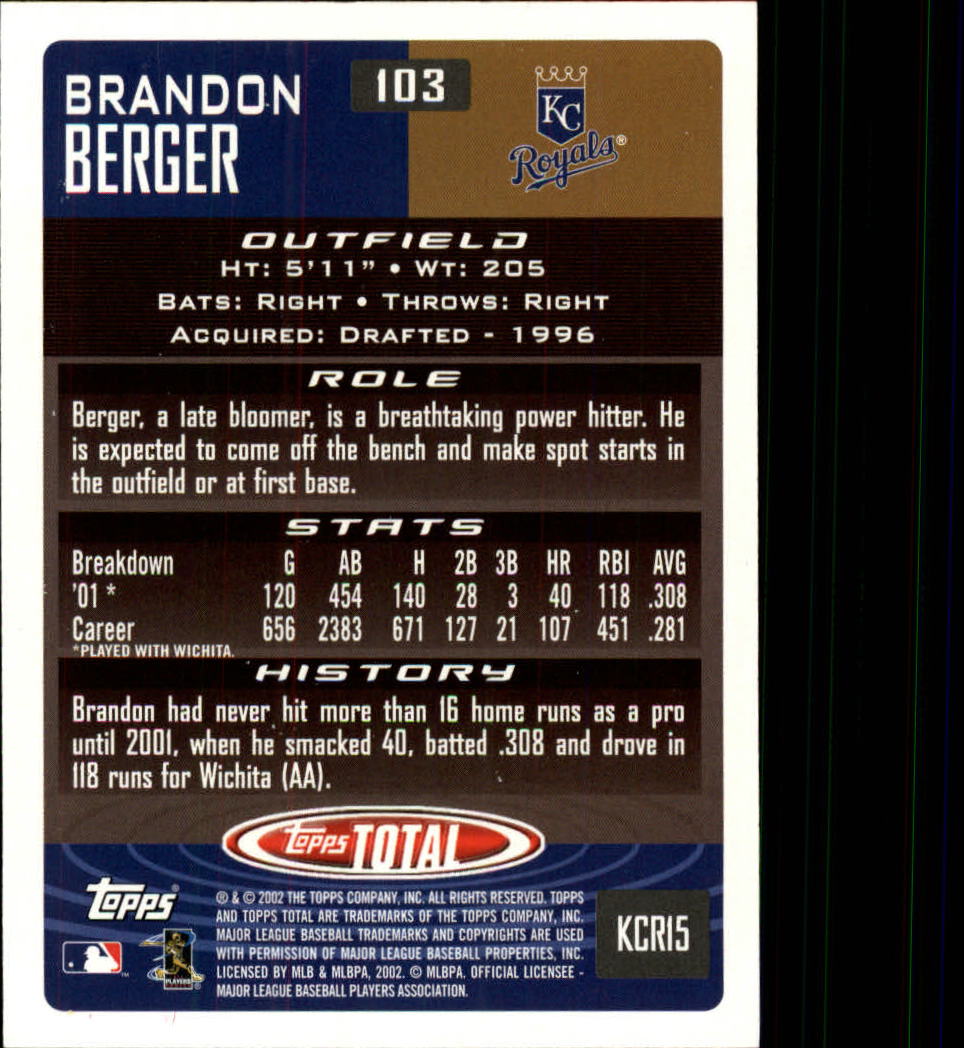 BRANDON
BERGER
103
KC
Royals®
OUTFIELD
HT: 5'11" • WT: 205
BATS: RIGHT • THROWS: RIGHT
ACQUIRED: DRAFTED - 1996
ROLE
Berger, a late bloomer, is a breathtaking power hitter. He
is expected to come off the bench and make spot starts in
the outfield or at first base.
STATS
Breakdown G AB H 2B 3B HR RBI AVG
'01 * 120 454 140 28 3 40 118 .308
Career 656 2383 671 127 21 107 451 .281
*PLAYED WITH WICHITA.
HISTORY
Brandon had never hit more than 16 home runs as a pro
until 2001, when he smacked 40, batted .308 and drove in
118 runs for Wichita (AA).
Topps TOTAL
Topps®
® & © 2002 THE TOPPS COMPANY, INC. ALL RIGHTS RESERVED. TOPPS
AND TOPPS TOTAL ARE TRADEMARKS OF THE TOPPS COMPANY, INC.
MAJOR LEAGUE BASEBALL TRADEMARKS AND COPYRIGHTS ARE USED
WITH PERMISSION OF MAJOR LEAGUE BASEBALL PROPERTIES, INC.
LICENSED BY MLB & MLBPA, 2002. © MLBPA, OFFICIAL LICENSEE -
MAJOR LEAGUE BASEBALL PLAYERS ASSOCIATION.
KCR15
PLAYERS